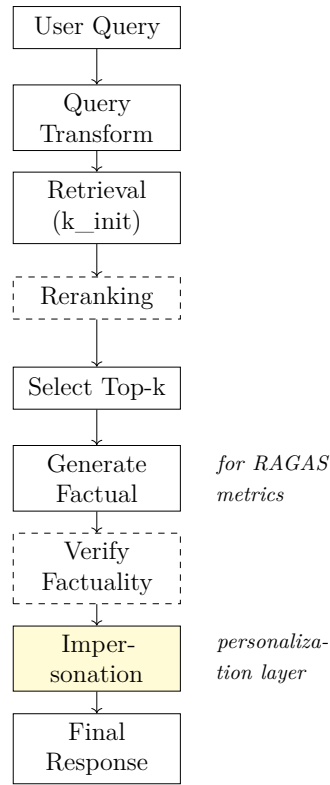 User Query
Query
Transform
Retrieval
(k_init)
Reranking
Select Top-k
Generate
Factual
for RAGAS
metrics
Verify
Factuality
Imper-
sonation
personaliza-
tion layer
Final
Response